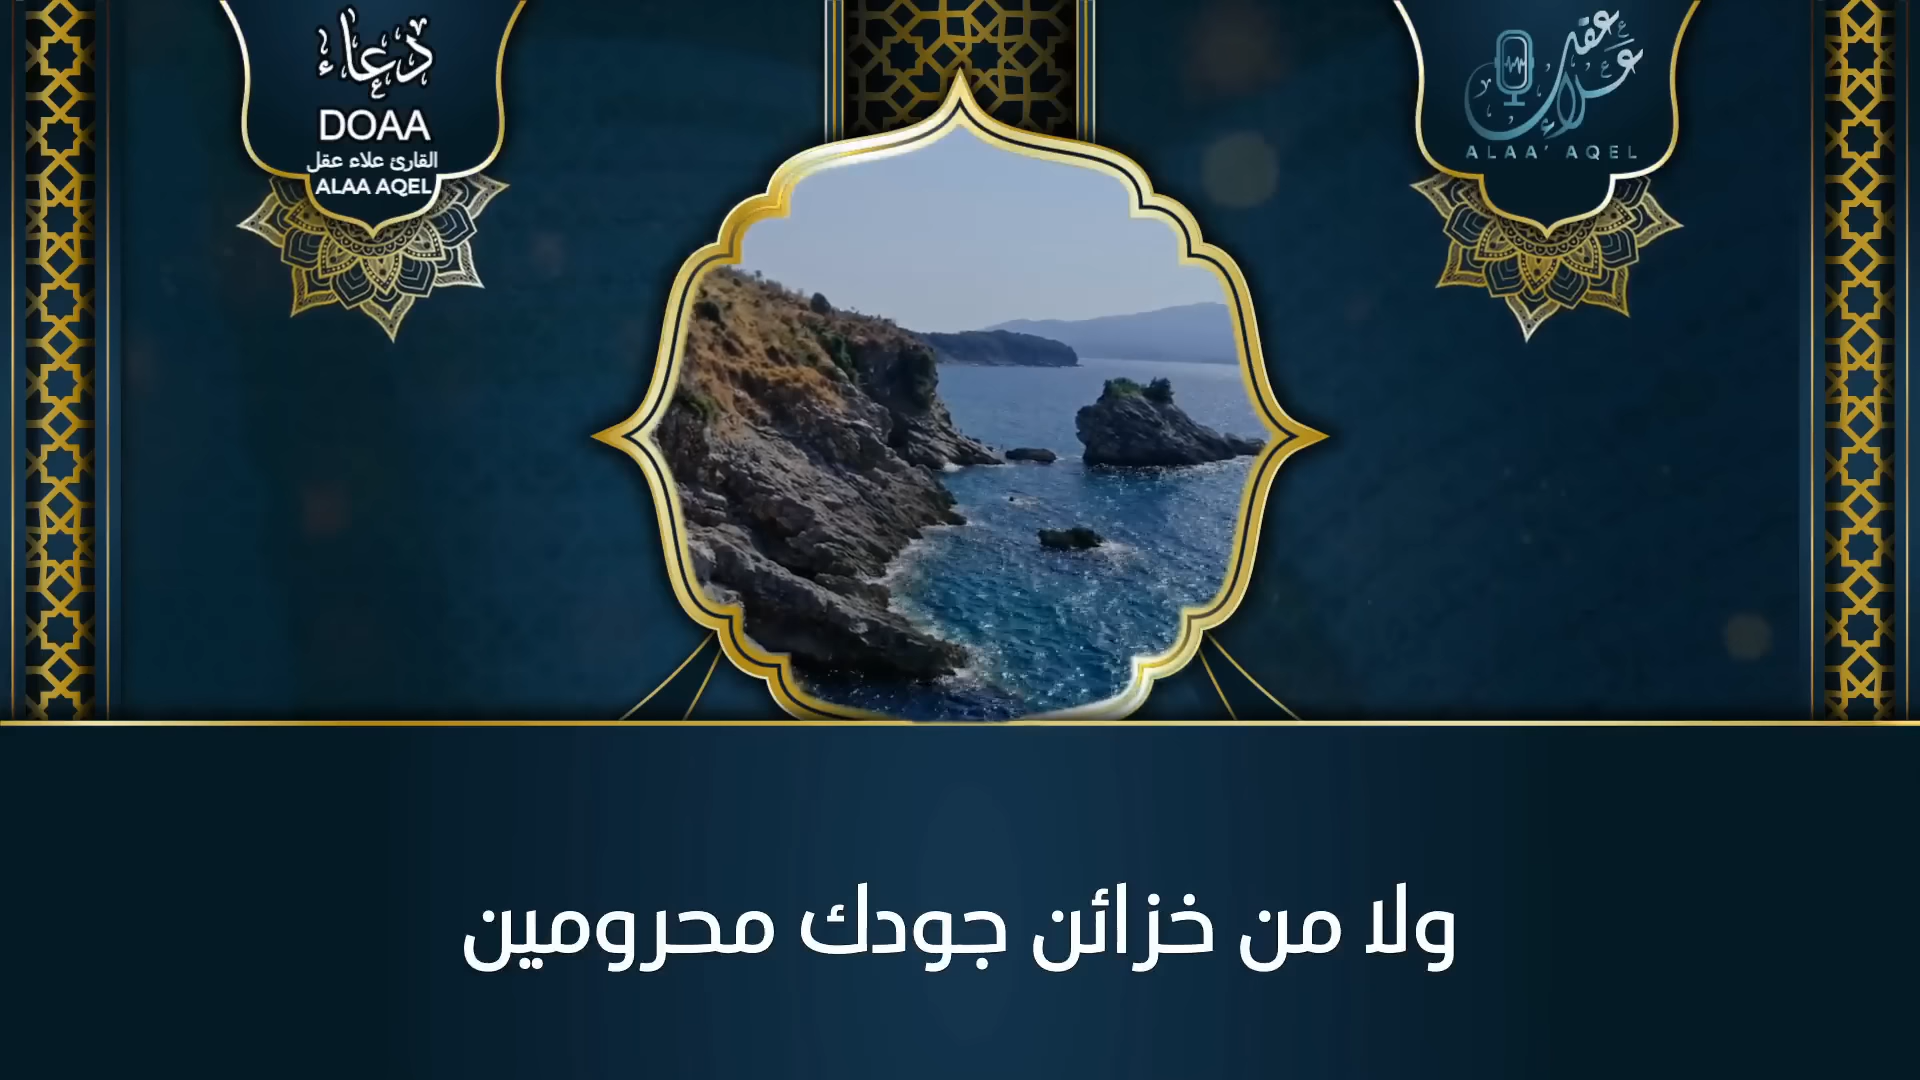 دعاء
DOAA
القارئ علاء عقل
ALAA AQEL
علاء عقل
ALAA' AQEL
ولا من خزائن جودك محرومين